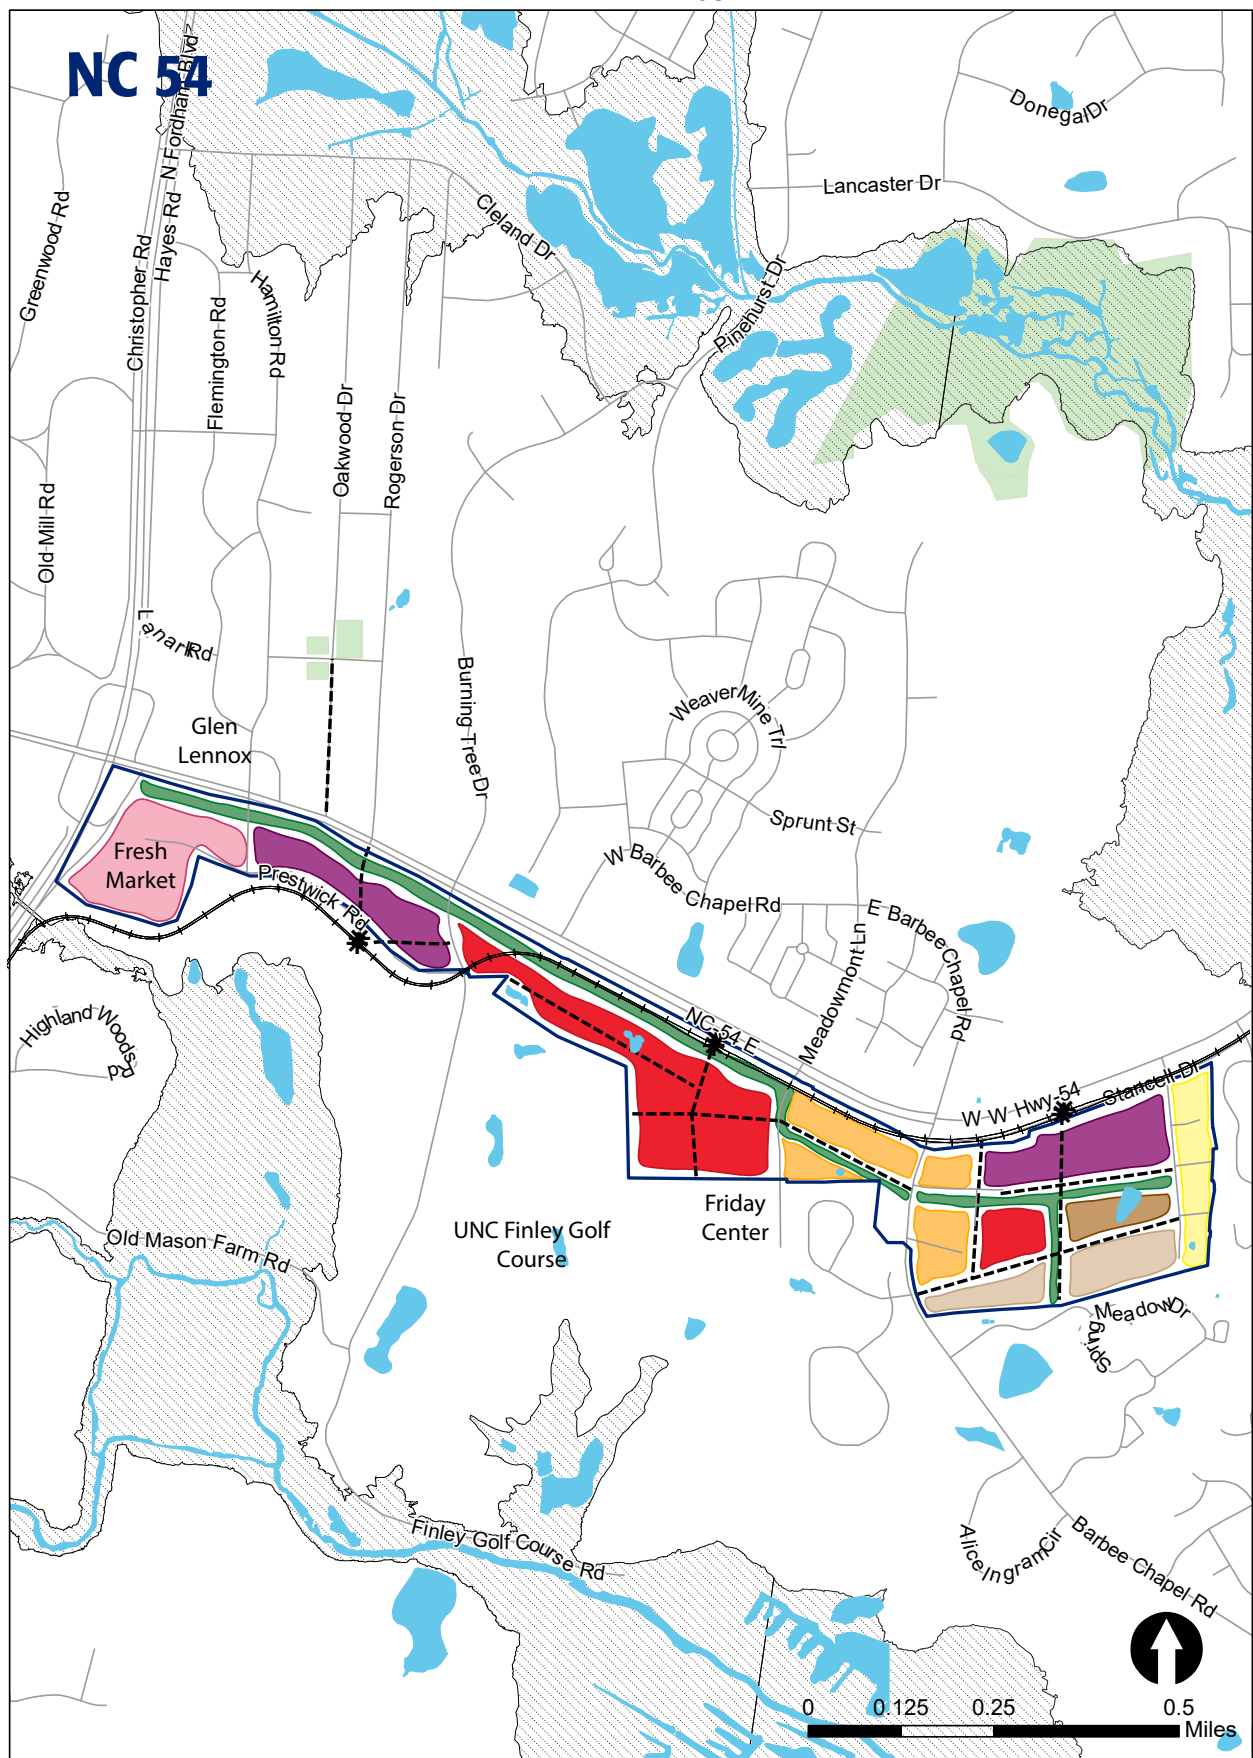 NC 54
N Fordham Blvd
Donegal Dr
Lancaster Dr
Greenwood Rd
Christopher Rd
Hayes Rd
Cleland Dr
Hamilton Rd
Flemington Rd
Pinehurst Dr
Oakwood Dr
Rogerson Dr
Old Mill Rd
Lanark Rd
Burning Tree Dr
Weaver Mine Trl
Glen
Lennox
Sprunt St
Fresh
Market
W Barbee Chapel Rd
Prestwick Rd
E Barbee Chapel Rd
Meadowmont Ln
Highland Woods
Rd
NC-54 E
W W Hwy-54
Stancell Dr
Friday
Center
UNC Finley Golf
Course
Old Mason Farm Rd
Meadow Dr
Spring
Finley Golf Course Rd
Alice Ingram Cir
Barbee Chapel Rd
0 0.125 0.25 0.5
Miles